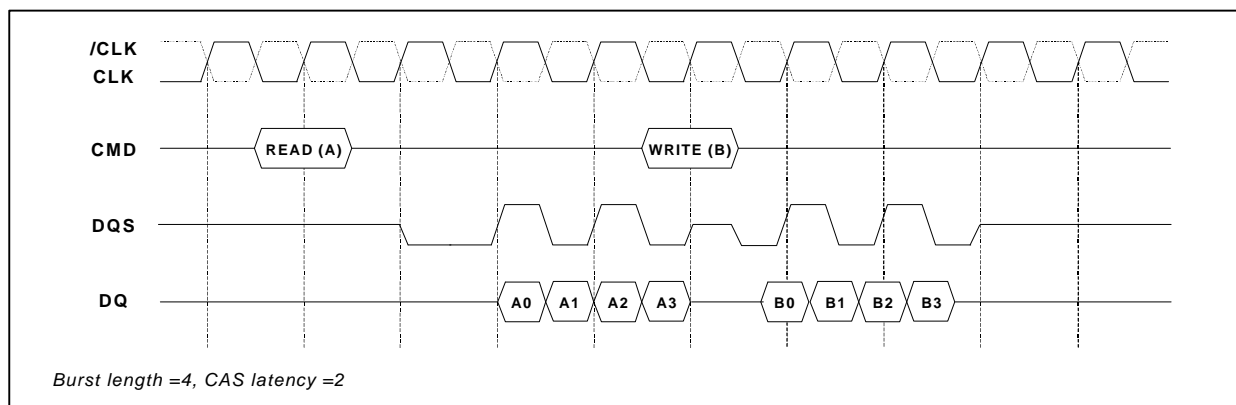 /CLK
CLK
CMD READ (A) WRITE (B)
DQS
DQ A0 A1 A2 A3 B0 B1 B2 B3
Burst length =4, CAS latency =2